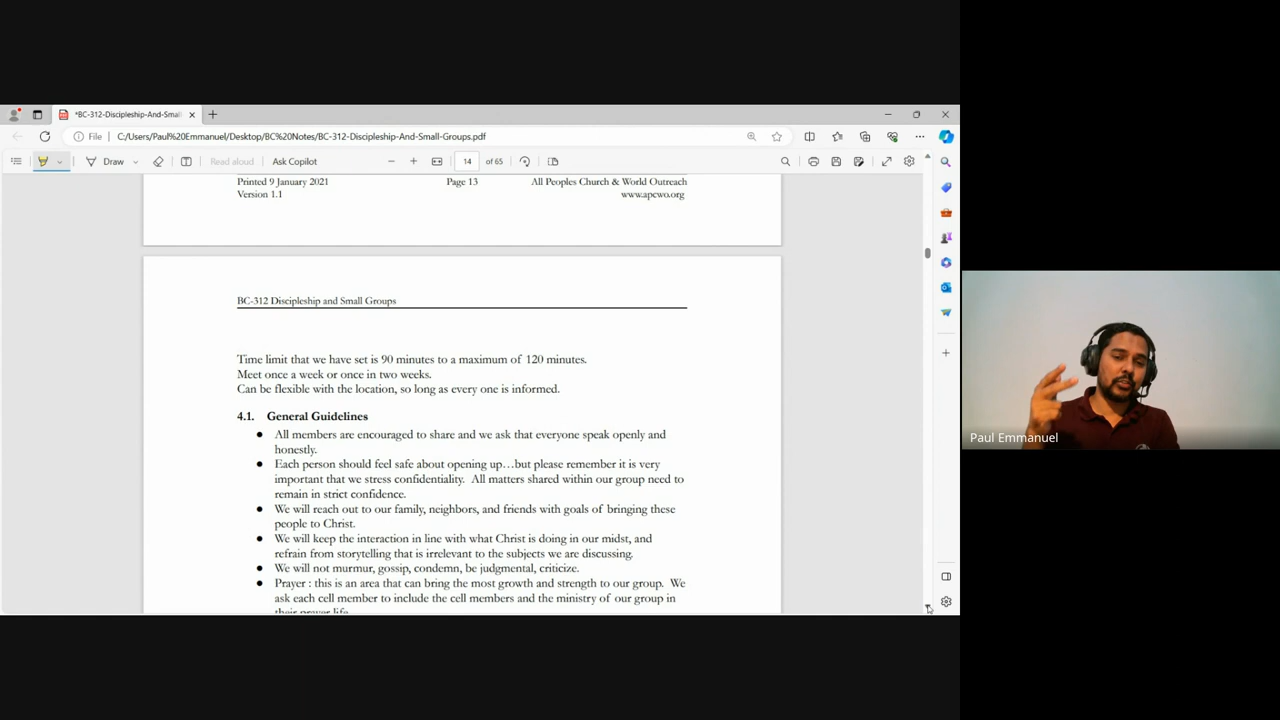 *BC-312-Discipleship-And-Small
File
C:/Users/Paul%20Emmanuel/Desktop/BC%20Notes/BC-312-Discipleship-And-Small-Groups.pdf
Draw
Read aloud
Ask Copilot
14
of 65
Printed 9 January 2021 Page 13 All Peoples Church & World Outreach
Version 1.1 www.apcwo.org
BC-312 Discipleship and Small Groups
Time limit that we have set is 90 minutes to a maximum of 120 minutes.
Meet once a week or once in two weeks.
Can be flexible with the location, so long as every one is informed.
4.1. General Guidelines
● All members are encouraged to share and we ask that everyone speak openly and
honestly.
● Each person should feel safe about opening up…but please remember it is very
important that we stress confidentiality. All matters shared within our group need to
remain in strict confidence.
● We will reach out to our family, neighbors, and friends with goals of bringing these
people to Christ.
● We will keep the interaction in line with what Christ is doing in our midst, and
refrain from storytelling that is irrelevant to the subjects we are discussing.
● We will not murmur, gossip, condemn, be judgmental, criticize.
● Prayer : this is an area that can bring the most growth and strength to our group. We
ask each cell member to include the cell members and the ministry of our group in
their prayer life.
Paul Emmanuel